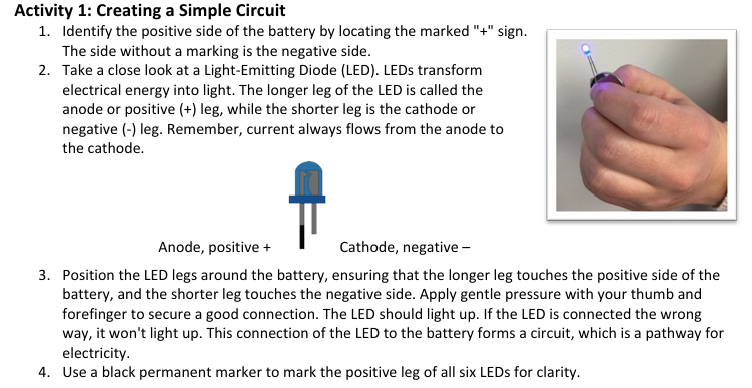 Activity 1: Creating a Simple Circuit
1. Identify the positive side of the battery by locating the marked "+" sign.
The side without a marking is the negative side.
2. Take a close look at a Light-Emitting Diode (LED). LEDs transform
electrical energy into light. The longer leg of the LED is called the
anode or positive (+) leg, while the shorter leg is the cathode or
negative (-) leg. Remember, current always flows from the anode to
the cathode.
Anode, positive + Cathode, negative –
3. Position the LED legs around the battery, ensuring that the longer leg touches the positive side of the
battery, and the shorter leg touches the negative side. Apply gentle pressure with your thumb and
forefinger to secure a good connection. The LED should light up. If the LED is connected the wrong
way, it won't light up. This connection of the LED to the battery forms a circuit, which is a pathway for
electricity.
4. Use a black permanent marker to mark the positive leg of all six LEDs for clarity.